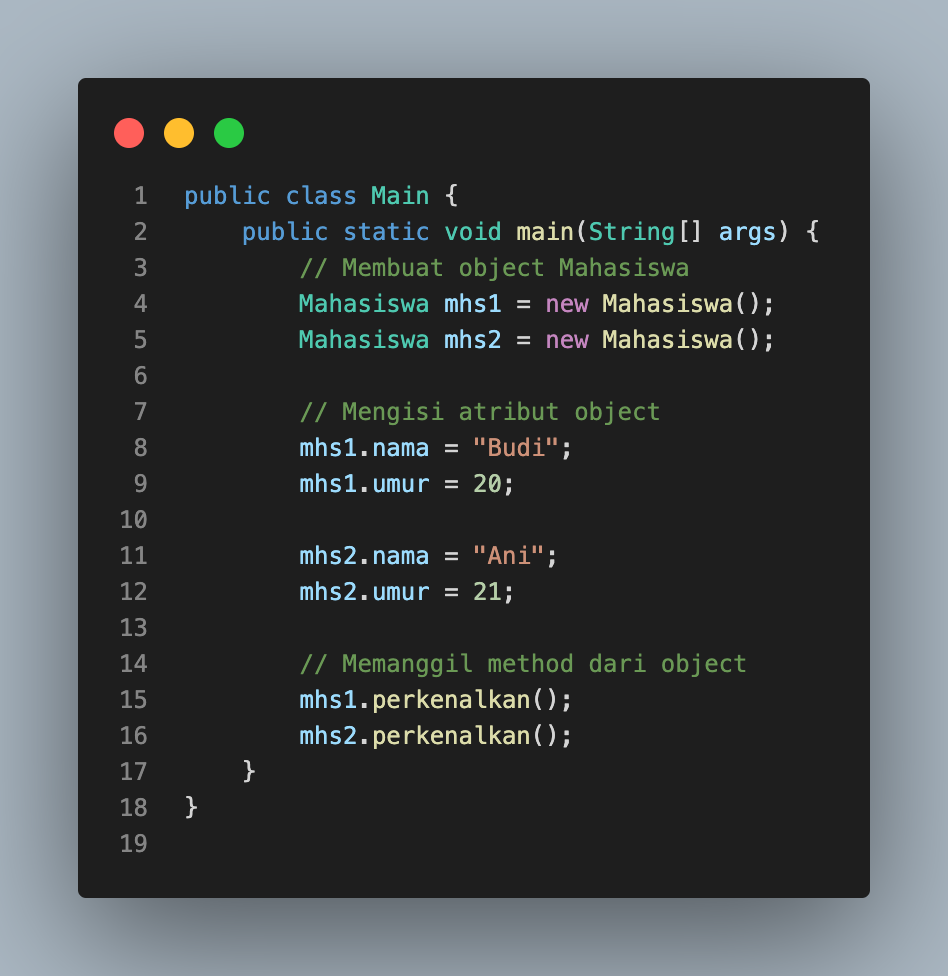 1 public class Main {
2     public static void main(String[] args) {
3         // Membuat object Mahasiswa
4         Mahasiswa mhs1 = new Mahasiswa();
5         Mahasiswa mhs2 = new Mahasiswa();
6
7         // Mengisi atribut object
8         mhs1.nama = "Budi";
9         mhs1.umur = 20;
10
11         mhs2.nama = "Ani";
12         mhs2.umur = 21;
13
14         // Memanggil method dari object
15         mhs1.perkenalkan();
16         mhs2.perkenalkan();
17     }
18 }
19